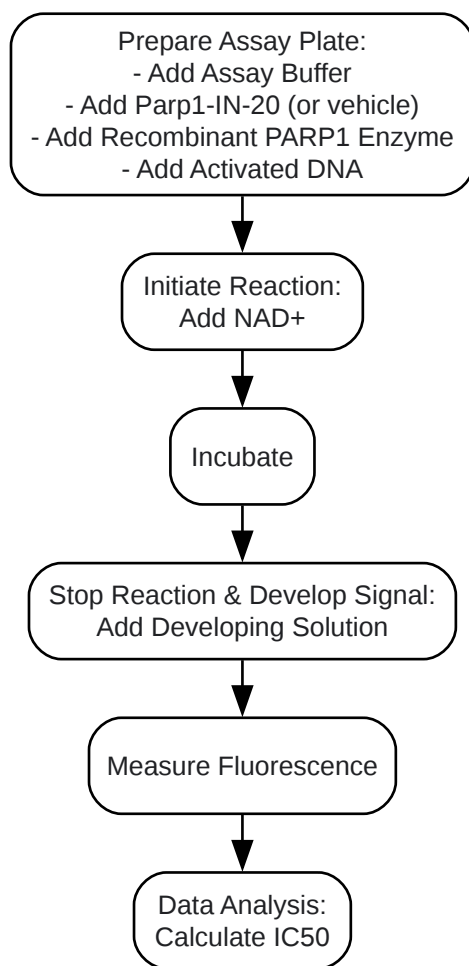 Prepare Assay Plate:
- Add Assay Buffer
- Add Parp1-IN-20 (or vehicle)
- Add Recombinant PARP1 Enzyme
- Add Activated DNA
Initiate Reaction:
Add NAD+
Incubate
Stop Reaction & Develop Signal:
Add Developing Solution
Measure Fluorescence
Data Analysis:
Calculate IC50